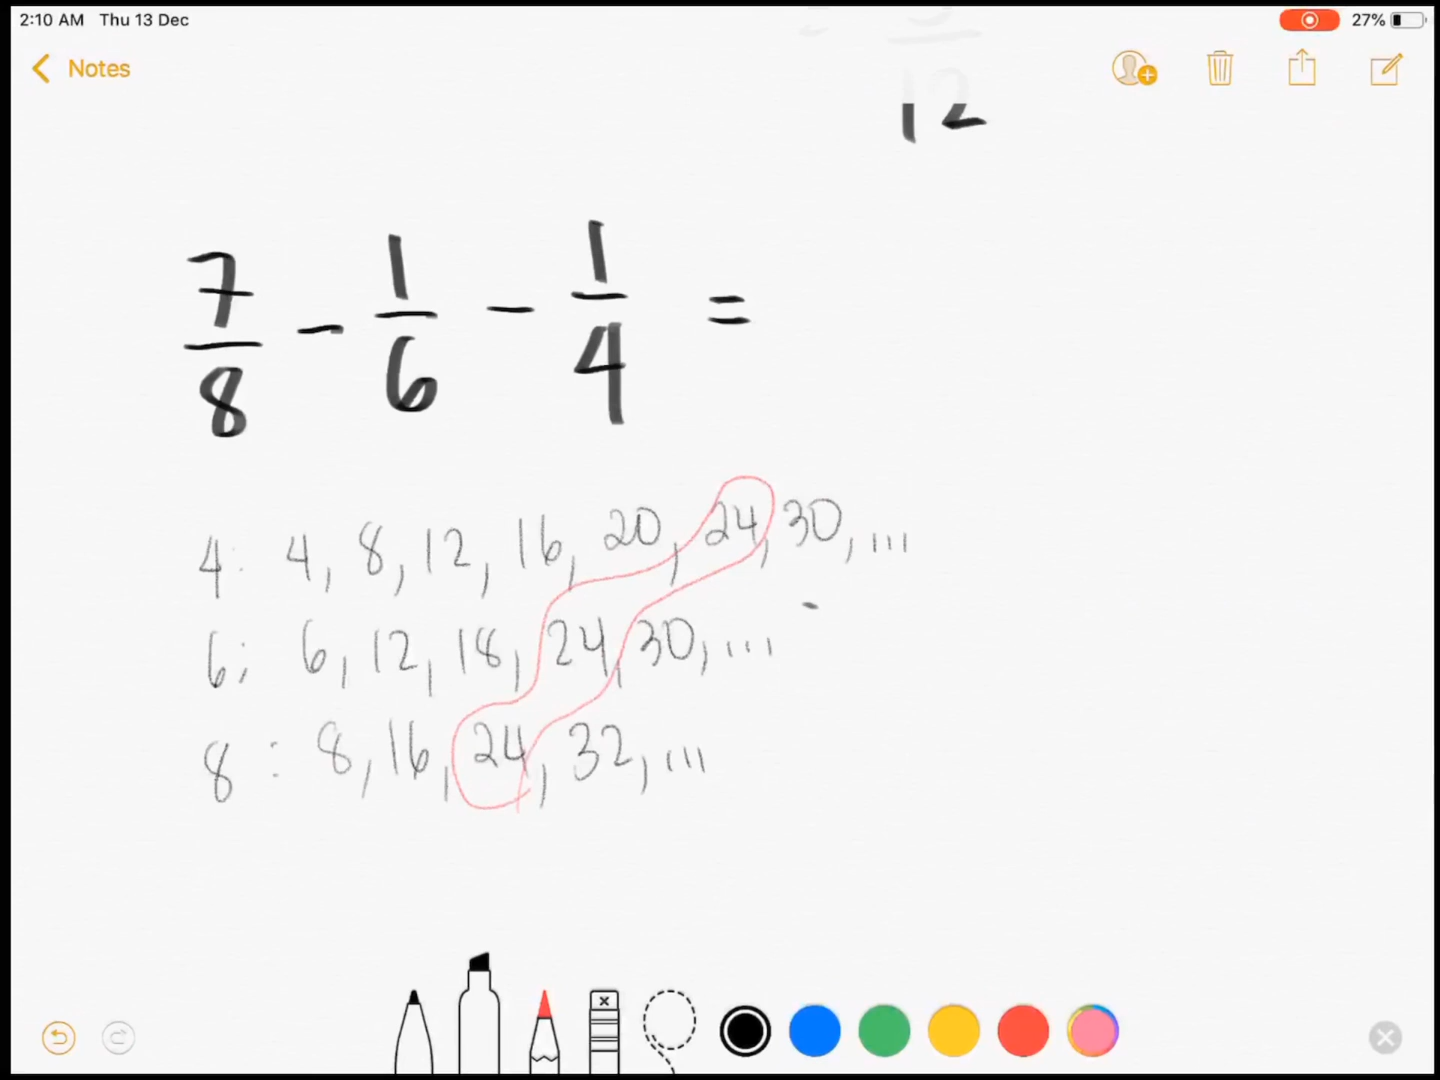 2:10 AM Thu 13 Dec 27%
Notes
12
7/8 - 1/6 - 1/4 =
4: 4, 8, 12, 16, 20, 24, 30, ...
6: 6, 12, 18, 24, 30, ...
8: 8, 16, 24, 32, ...